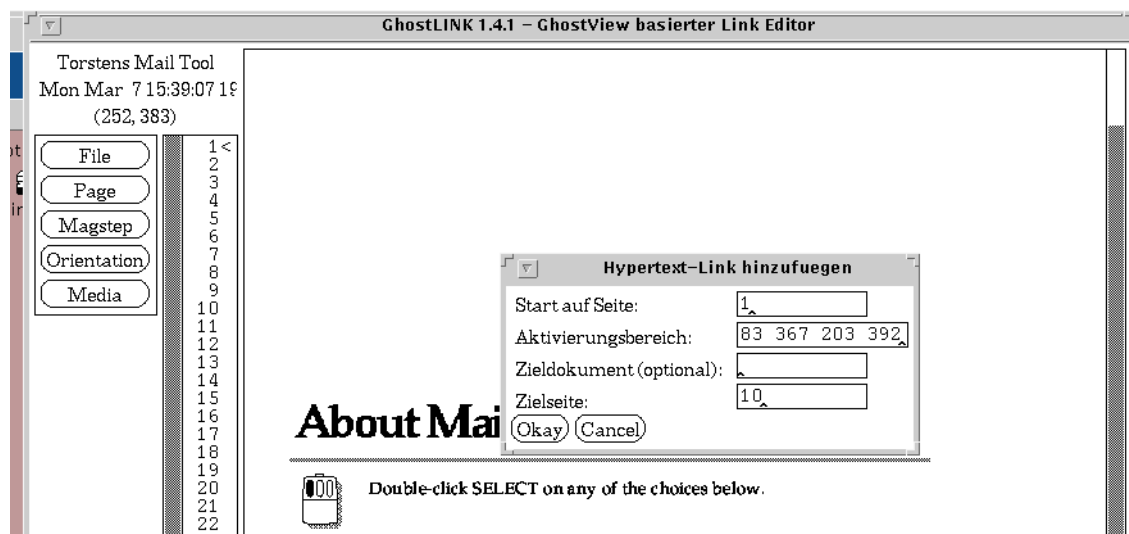 GhostLINK 1.4.1 – GhostView basierter Link Editor
Torstens Mail Tool
Mon Mar 7 15:39:07 19
(252, 383)
File
Page
Magstep
Orientation
Media
1<
2
3
4
5
6
7
8
9
10
11
12
13
14
15
16
17
18
19
20
21
22
Hypertext–Link hinzufuegen
Start auf Seite: 1
Aktivierungsbereich: 83 367 203 392
Zieldokument (optional):
Zielseite: 10
Okay Cancel
About Mai
Double-click SELECT on any of the choices below.